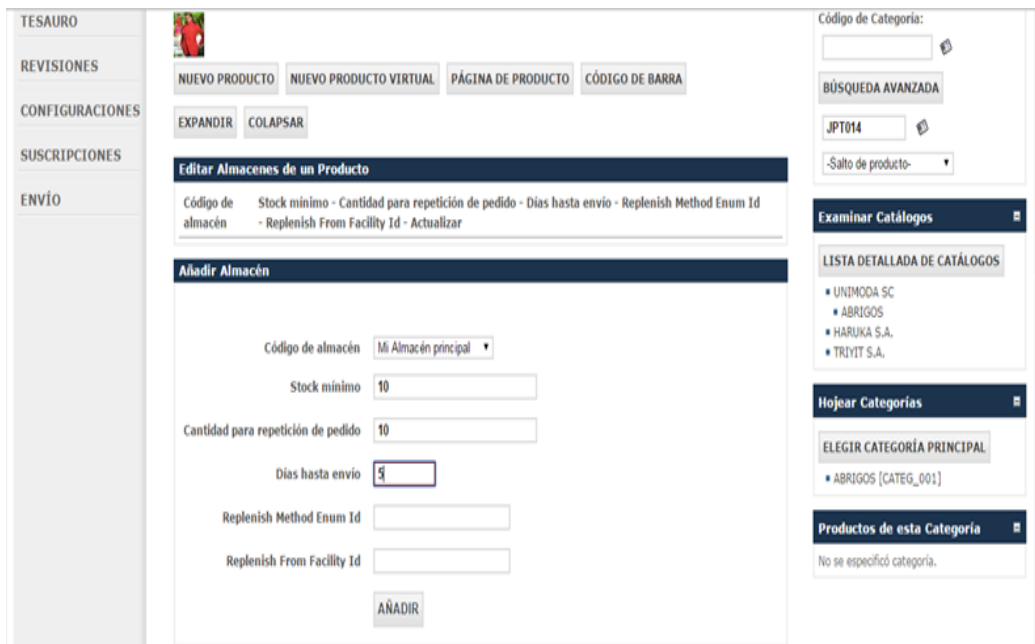 TESAURO
REVISIONES
CONFIGURACIONES
SUSCRIPCIONES
ENVÍO
NUEVO PRODUCTO NUEVO PRODUCTO VIRTUAL PÁGINA DE PRODUCTO CÓDIGO DE BARRA
EXPANDIR COLAPSAR
Editar Almacenes de un Producto
Código de almacén
Stock mínimo - Cantidad para repetición de pedido - Días hasta envío - Replenish Method Enum Id
- Replenish From Facility Id - Actualizar
Añadir Almacén
Código de almacén Mi Almacén principal
Stock mínimo 10
Cantidad para repetición de pedido 10
Días hasta envío 5
Replenish Method Enum Id
Replenish From Facility Id
AÑADIR
Código de Categoría:
BÚSQUEDA AVANZADA
JPT014
-Salto de producto-
Examinar Catálogos
LISTA DETALLADA DE CATÁLOGOS
UNIMODA SC
ABRIGOS
HARUKA S.A.
TRIYIT S.A.
Hojear Categorías
ELEGIR CATEGORÍA PRINCIPAL
ABRIGOS [CATEG_001]
Productos de esta Categoría
No se especificó categoría.